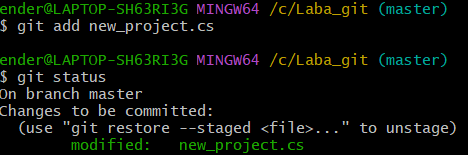 ender@LAPTOP-SH63RI3G MINGW64 /c/Laba_git (master)
$ git add new_project.cs
ender@LAPTOP-SH63RI3G MINGW64 /c/Laba_git (master)
$ git status
On branch master
Changes to be committed:
  (use "git restore --staged <file>..." to unstage)
        modified:   new_project.cs